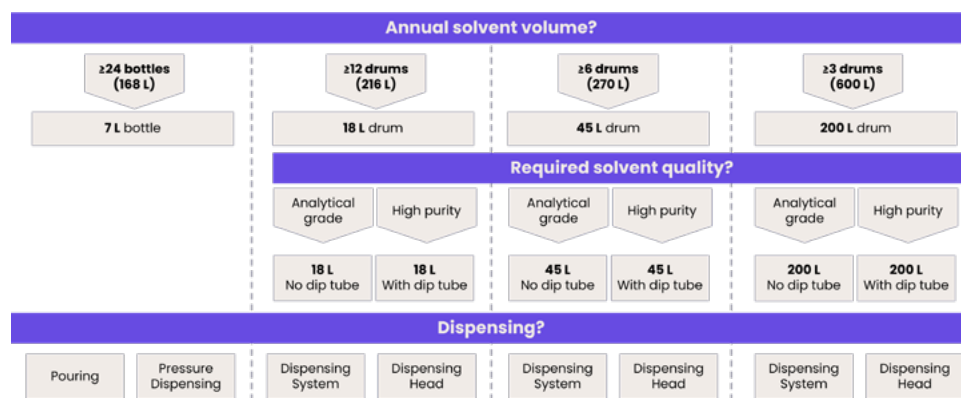 Annual solvent volume?
≥24 bottles
(168 L)
≥12 drums
(216 L)
≥6 drums
(270 L)
≥3 drums
(600 L)
7 L bottle
18 L drum
45 L drum
200 L drum
Required solvent quality?
Analytical
grade
High purity
Analytical
grade
High purity
Analytical
grade
High purity
18 L
No dip tube
18 L
With dip tube
45 L
No dip tube
45 L
With dip tube
200 L
No dip tube
200 L
With dip tube
Dispensing?
Pouring
Pressure
Dispensing
Dispensing
System
Dispensing
Head
Dispensing
System
Dispensing
Head
Dispensing
System
Dispensing
Head